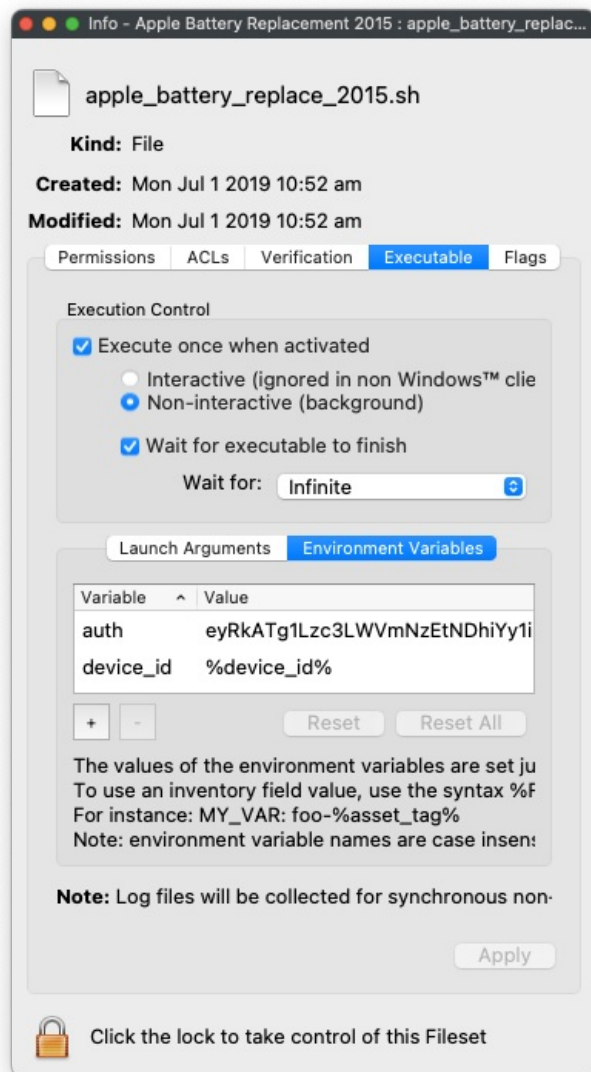 Info - Apple Battery Replacement 2015 : apple_battery_replac...
apple_battery_replace_2015.sh
Kind: File
Created: Mon Jul 1 2019 10:52 am
Modified: Mon Jul 1 2019 10:52 am
Permissions ACLs Verification Executable Flags
Execution Control
Execute once when activated
Interactive (ignored in non Windows™ clie
Non-interactive (background)
Wait for executable to finish
Wait for: Infinite
Launch Arguments Environment Variables
Variable Value
auth eyRkATg1Lzc3LWVmNzEtNDhiYy1i
device_id %device_id%
+ -
Reset Reset All
The values of the environment variables are set ju
To use an inventory field value, use the syntax %F
For instance: MY_VAR: foo-%asset_tag%
Note: environment variable names are case insens
Note: Log files will be collected for synchronous non-
Apply
Click the lock to take control of this Fileset